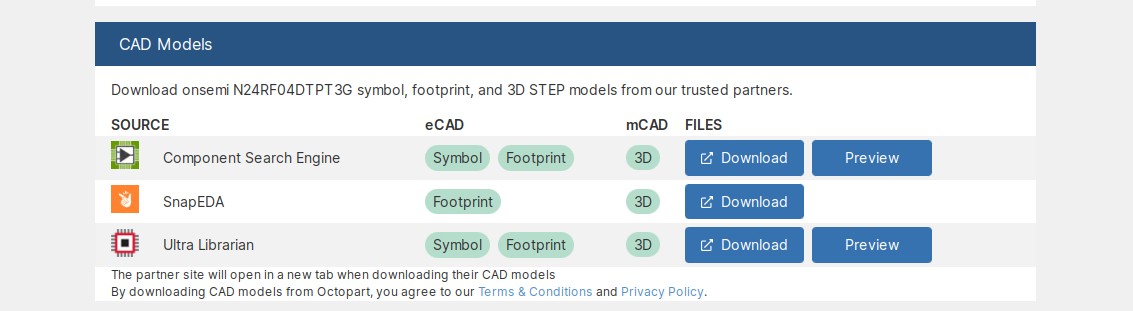 CAD Models
Download onsemi N24RF04DTPT3G symbol, footprint, and 3D STEP models from our trusted partners.
SOURCE eCAD mCAD FILES
Component Search Engine Symbol Footprint 3D Download Preview
SnapEDA Footprint 3D Download
Ultra Librarian Symbol Footprint 3D Download Preview
The partner site will open in a new tab when downloading their CAD models
By downloading CAD models from Octopart, you agree to our Terms & Conditions and Privacy Policy.